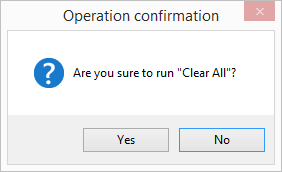 Operation confirmation
Are you sure to run "Clear All"?
Yes
No